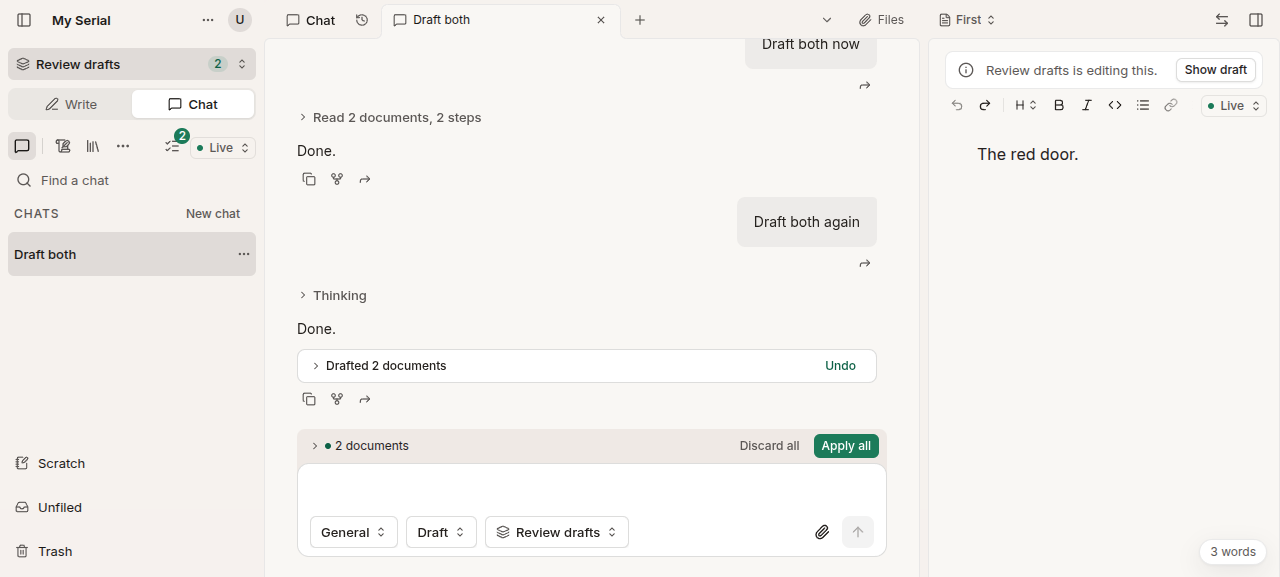 My Serial
U
Review drafts
2
Write
Chat
2
Live
Find a chat
CHATS
New chat
Draft both
Scratch
Unfiled
Trash
Chat
Draft both
Files
Draft both now
Read 2 documents, 2 steps
Done.
Draft both again
Thinking
Done.
Drafted 2 documents
Undo
2 documents
Discard all
Apply all
General
Draft
Review drafts
First
Review drafts is editing this.
Show draft
H
B
I
Live
The red door.
3 words